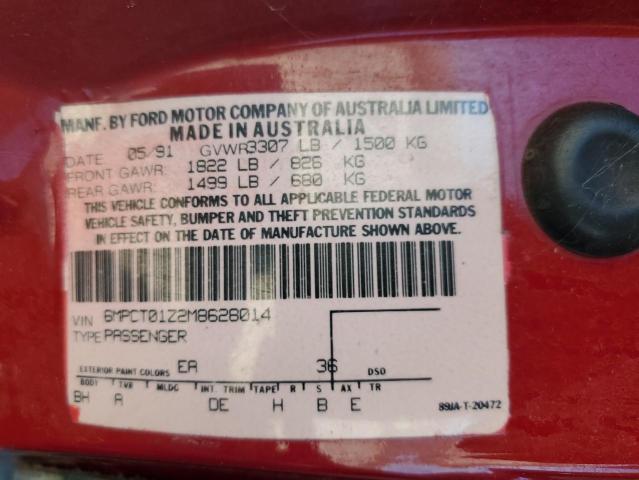 MANF. BY FORD MOTOR COMPANY OF AUSTRALIA LIMITED
MADE IN AUSTRALIA
DATE 05/91 GVWR3307 LB / 1500 KG
FRONT GAWR: 1822 LB / 826 KG
REAR GAWR: 1499 LB / 680 KG
THIS VEHICLE CONFORMS TO ALL APPLICABLE FEDERAL MOTOR
VEHICLE SAFETY, BUMPER AND THEFT PREVENTION STANDARDS
IN EFFECT ON THE DATE OF MANUFACTURE SHOWN ABOVE.
VIN 6MPCT01Z2M8628014
TYPE PASSENGER
EXTERIOR PAINT COLORS EA 36 DSO
BODY TVR MLDG INT. TRIM TAPE R S AX TR
BH A DE H B E
89JA-T-20472